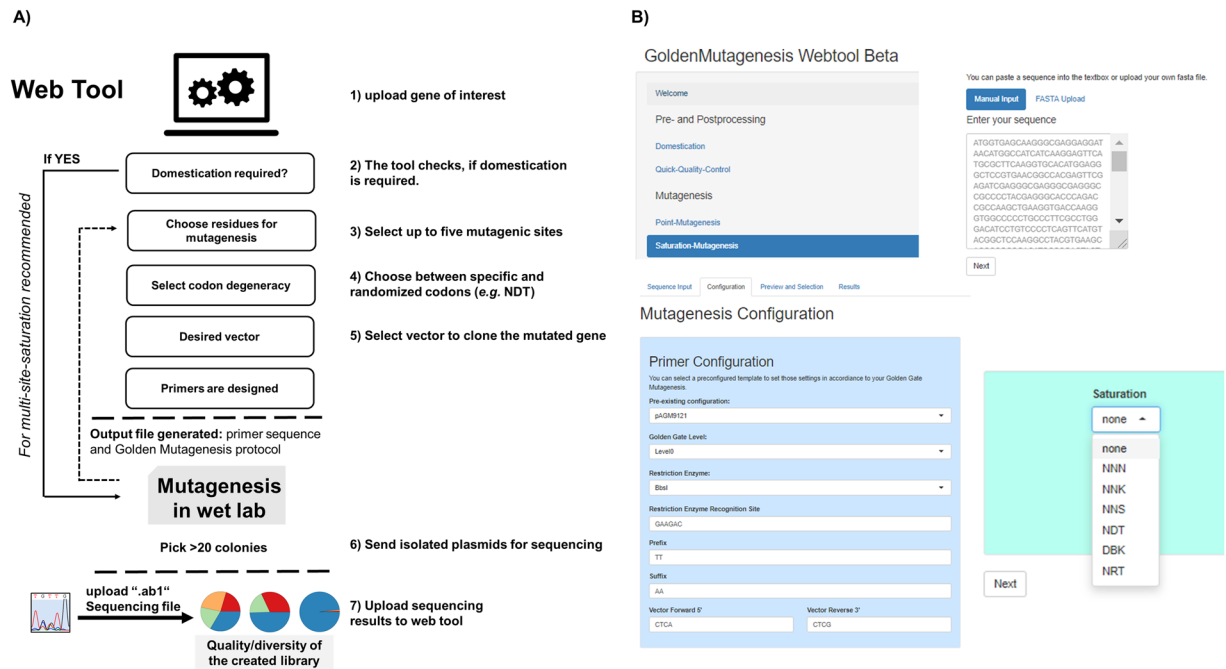 A)
Web Tool
1) upload gene of interest
If YES
For multi-site-saturation recommended
Domestication required?
2) The tool checks, if domestication
is required.
Choose residues for
mutagenesis
3) Select up to five mutagenic sites
Select codon degeneracy
4) Choose between specific and
randomized codons (e.g. NDT)
Desired vector
5) Select vector to clone the mutated gene
Primers are designed
Output file generated: primer sequence
and Golden Mutagenesis protocol
Mutagenesis
in wet lab
Pick >20 colonies
6) Send isolated plasmids for sequencing
T G T T G
upload “.ab1“
Sequencing file
7) Upload sequencing
results to web tool
Quality/diversity of
the created library
B)
GoldenMutagenesis Webtool Beta
Welcome
Pre- and Postprocessing
Domestication
Quick-Quality-Control
Mutagenesis
Point-Mutagenesis
Saturation-Mutagenesis
You can paste a sequence into the textbox or upload your own fasta file.
Manual Input FASTA Upload
Enter your sequence
ATGGTGAGCAAGGGCGAGGAGGAT
AACATGGCCATCATCAAGGAGTTCA
TGCGCTTCAAGGTGCACATGGAGG
GCTCCGTGAACGGCCACGAGTTCG
AGATCGAGGGCGAGGGCGAGGGC
CGCCCCTACGAGGGCACCCAGAC
CGCCAAGCTGAAGGTGACCAAGG
GTGGCCCCCTGCCCTTCGCCTGG
GACATCCTGTCCCCTCAGTTCATGT
ACGGCTCCAAGGCCTACGTGAAGC
Next
Sequence Input Configuration Preview and Selection Results
Mutagenesis Configuration
Primer Configuration
You can select a preconfigured template to set those settings in accordance to your Golden Gate
Mutagenesis.
Pre-existing configuration:
pAGM9121
Golden Gate Level:
Level0
Restriction Enzyme:
BbsI
Restriction Enzyme Recognition Site
GAAGAC
Prefix
TT
Suffix
AA
Vector Forward 5' Vector Reverse 3'
CTCA CTCG
Saturation
none
none
NNN
NNK
NNS
NDT
DBK
NRT
Next